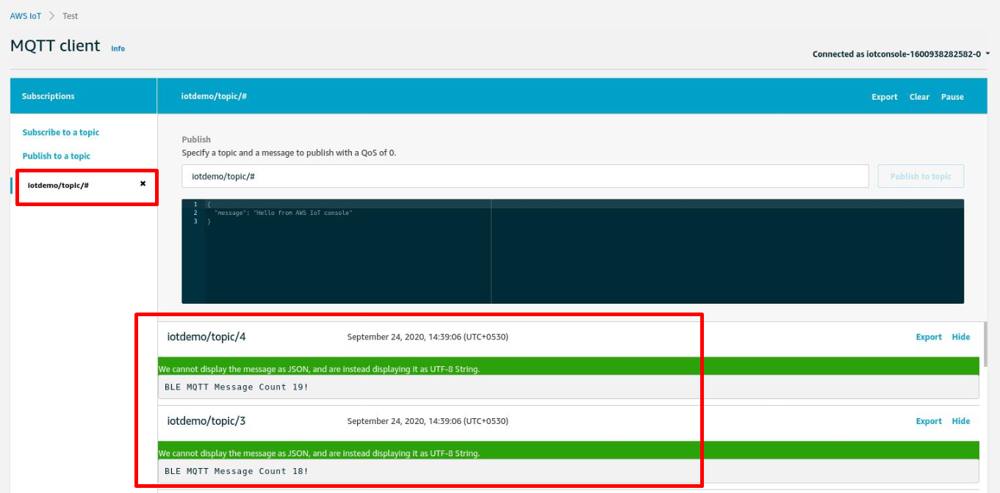 AWS IoT > Test
MQTT client Info
Connected as iotconsole-1600938282582-0
Subscriptions
iotdemo/topic/#
Export Clear Pause
Subscribe to a topic
Publish to a topic
iotdemo/topic/# ✖
Publish
Specify a topic and a message to publish with a QoS of 0.
iotdemo/topic/#
Publish to topic
1 {
2 "message": "Hello from AWS IoT console"
3 }
iotdemo/topic/4 September 24, 2020, 14:39:06 (UTC+0530) Export Hide
We cannot display the message as JSON, and are instead displaying it as UTF-8 String.
BLE MQTT Message Count 19!
iotdemo/topic/3 September 24, 2020, 14:39:06 (UTC+0530) Export Hide
We cannot display the message as JSON, and are instead displaying it as UTF-8 String.
BLE MQTT Message Count 18!